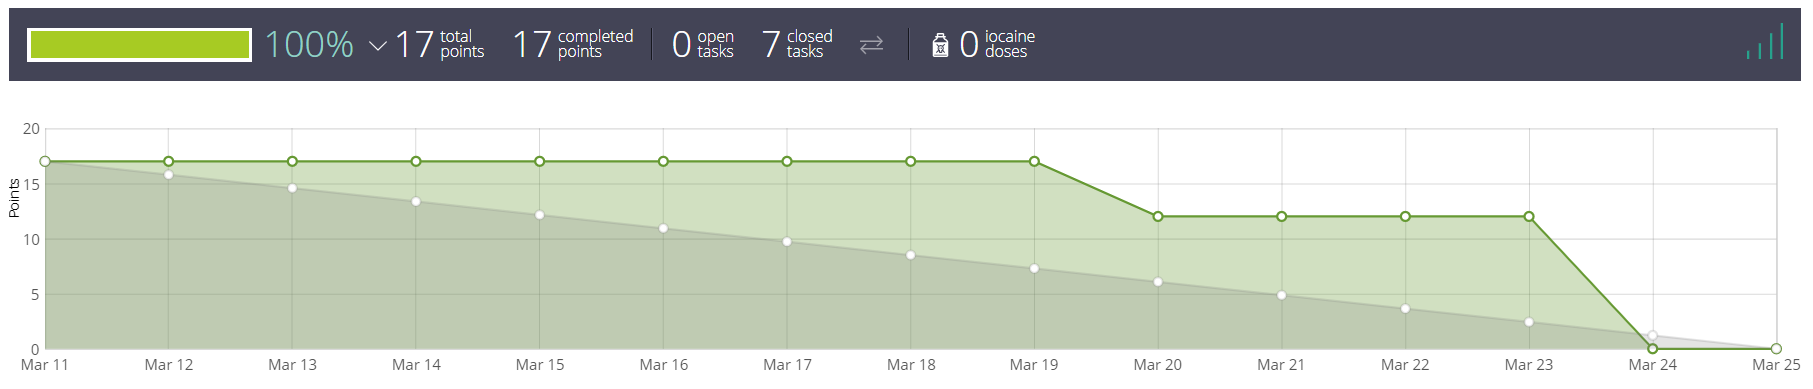 100% 17 total points 17 completed points 0 open tasks 7 closed tasks 0 iocaine doses
Points
20
15
10
5
0
Mar 11 Mar 12 Mar 13 Mar 14 Mar 15 Mar 16 Mar 17 Mar 18 Mar 19 Mar 20 Mar 21 Mar 22 Mar 23 Mar 24 Mar 25